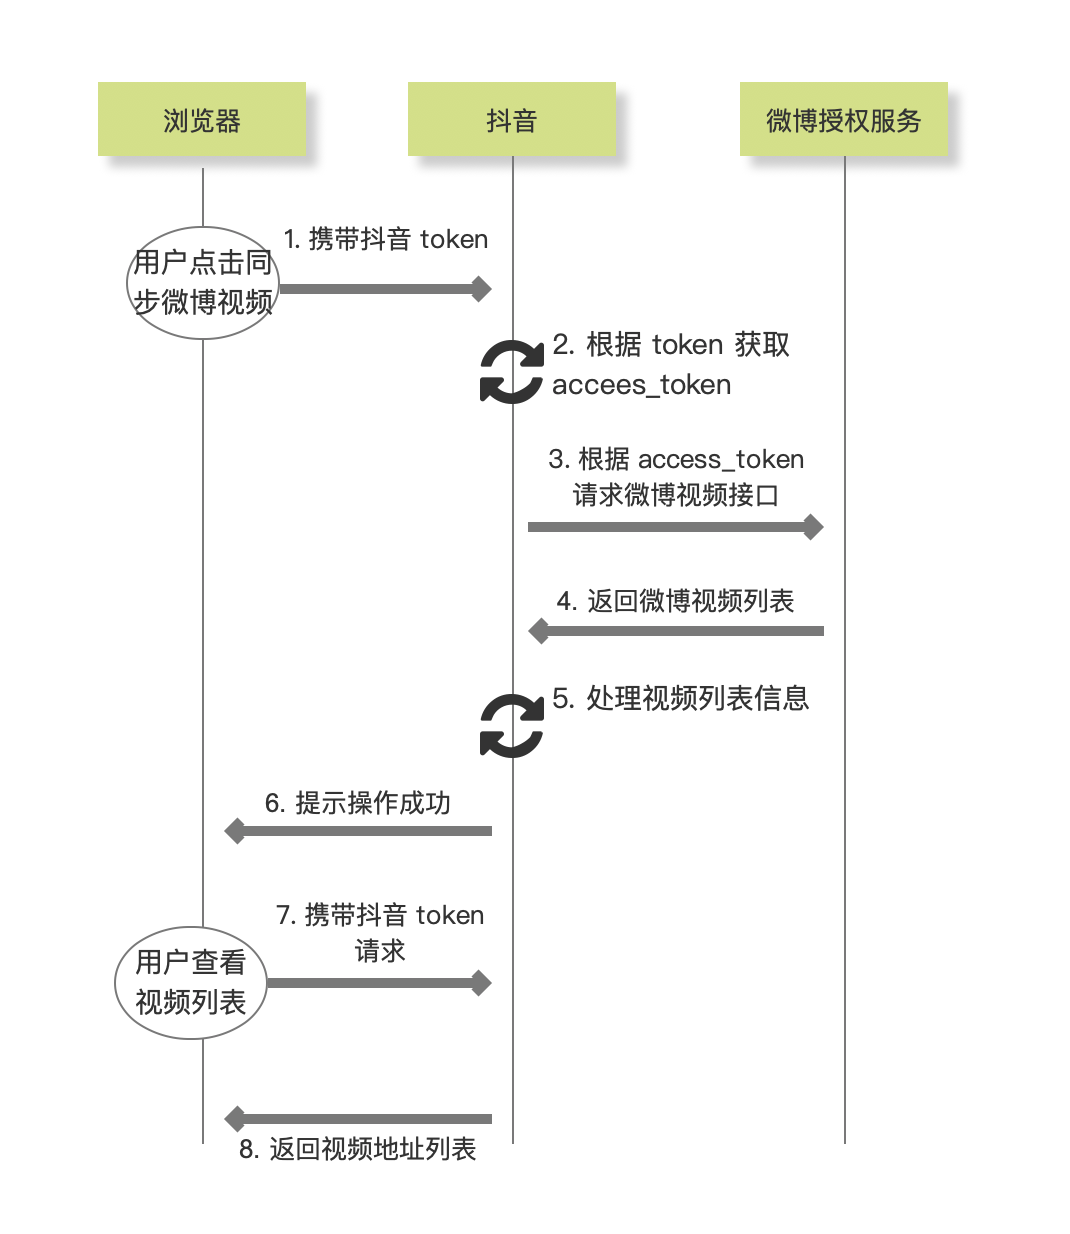 浏览器
抖音
微博授权服务
用户点击同
步微博视频
1. 携带抖音 token
2. 根据 token 获取
accees_token
3. 根据 access_token
请求微博视频接口
4. 返回微博视频列表
5. 处理视频列表信息
6. 提示操作成功
7. 携带抖音 token
请求
用户查看
视频列表
8. 返回视频地址列表